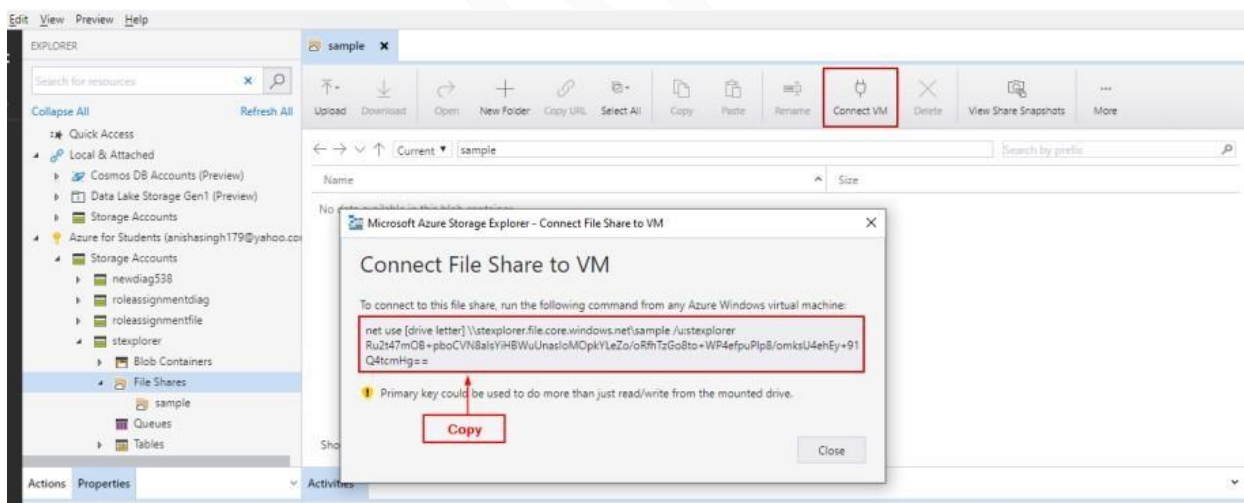 Edit View Preview Help
EXPLORER
sample
Search for resources
Collapse All Refresh All
Upload Download Open New Folder Copy URL Select All Copy Paste Rename Connect VM Delete View Share Snapshots More
Quick Access
Local & Attached
Cosmos DB Accounts (Preview)
Data Lake Storage Gen1 (Preview)
Storage Accounts
Azure for Students (anishasingh179@yahoo.co
Storage Accounts
newdiag538
roleassignmentdiag
roleassignmentfile
stexplorer
Blob Containers
File Shares
sample
Queues
Tables
Actions Properties
Current sample
Search by prefix
Name Size
No
Microsoft Azure Storage Explorer - Connect File Share to VM
Connect File Share to VM
To connect to this file share, run the following command from any Azure Windows virtual machine:
net use [drive letter] \\stexplorer.file.core.windows.net\sample /u:stexplorer
Q4tcmHg==
Primary key could be used to do more than just read/write from the mounted drive.
Copy
Close
Sho
Activities